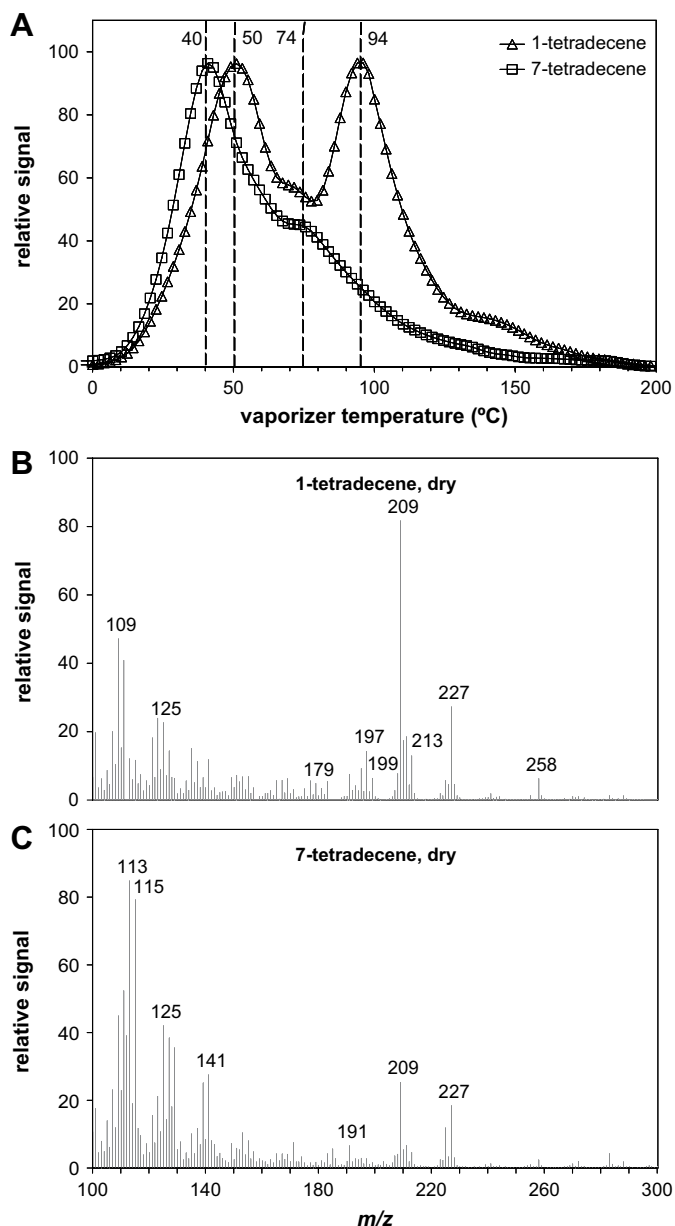 A
40 50 74 94
1-tetradecene
7-tetradecene
100
80
60
40
20
0
relative signal
0 50 100 150 200
vaporizer temperature (ºC)
B
1-tetradecene, dry
100
80
60
40
20
0
relative signal
109
125
179
197
199
209
213
227
258
C
7-tetradecene, dry
100
80
60
40
20
0
relative signal
113
115
125
141
191
209
227
100 140 180 220 260 300
m/z